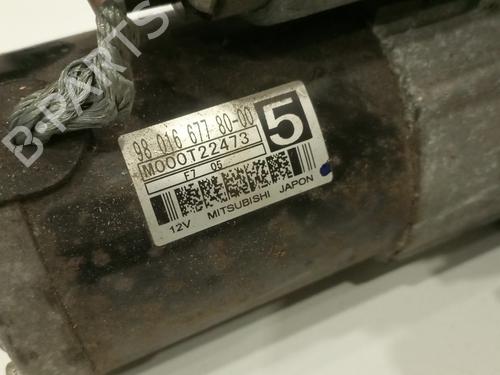 B-PARTS
98 016 677 80-00
5
M000T22473
F7 05
12V MITSUBISHI JAPON